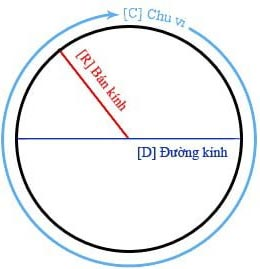 [C] Chu vi
[R] Bán kính
[D] Đường kính